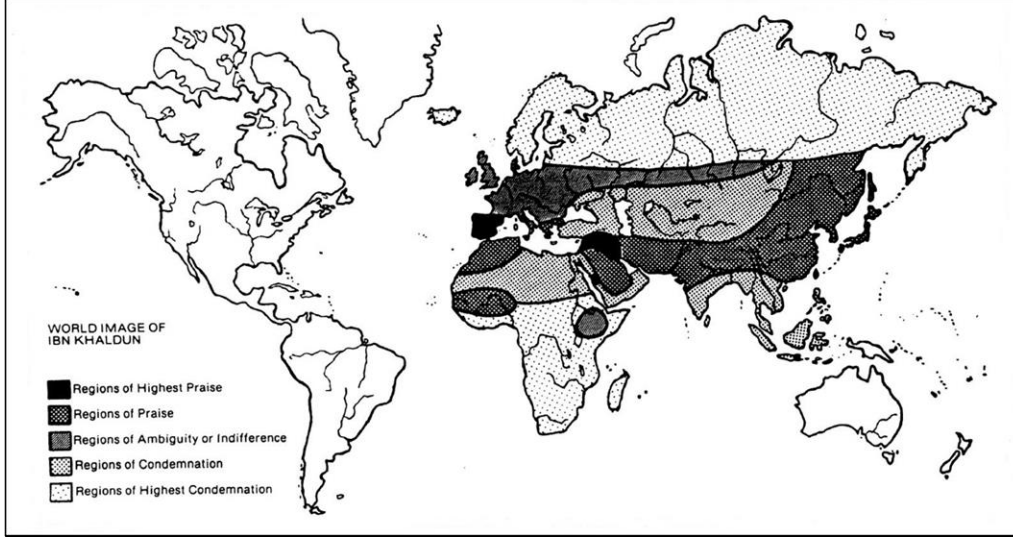 WORLD IMAGE OF
IBN KHALDUN
Regions of Highest Praise
Regions of Praise
Regions of Ambiguity or Indifference
Regions of Condemnation
Regions of Highest Condemnation